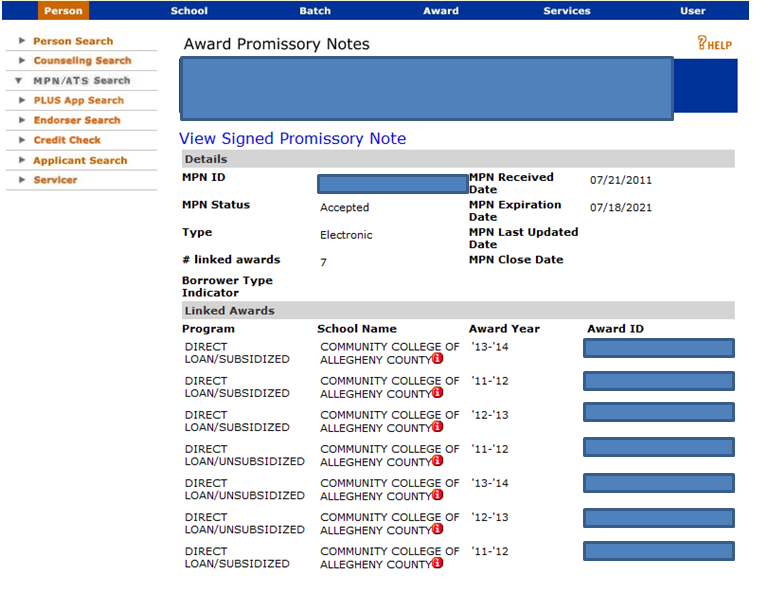 Person School Batch Award Services User
Person Search
Counseling Search
MPN/ATS Search
PLUS App Search
Endorser Search
Credit Check
Applicant Search
Servicer
Award Promissory Notes
? HELP
View Signed Promissory Note
Details
MPN ID MPN Received
Date 07/21/2011
MPN Status Accepted MPN Expiration
Date 07/18/2021
Type Electronic MPN Last Updated
Date
# linked awards 7 MPN Close Date
Borrower Type
Indicator
Linked Awards
Program School Name Award Year Award ID
DIRECT COMMUNITY COLLEGE OF '13-'14
LOAN/SUBSIDIZED ALLEGHENY COUNTY i
DIRECT COMMUNITY COLLEGE OF '11-'12
LOAN/SUBSIDIZED ALLEGHENY COUNTY i
DIRECT COMMUNITY COLLEGE OF '12-'13
LOAN/SUBSIDIZED ALLEGHENY COUNTY i
DIRECT COMMUNITY COLLEGE OF '11-'12
LOAN/UNSUBSIDIZED ALLEGHENY COUNTY i
DIRECT COMMUNITY COLLEGE OF '13-'14
LOAN/UNSUBSIDIZED ALLEGHENY COUNTY i
DIRECT COMMUNITY COLLEGE OF '12-'13
LOAN/UNSUBSIDIZED ALLEGHENY COUNTY i
DIRECT COMMUNITY COLLEGE OF '11-'12
LOAN/SUBSIDIZED ALLEGHENY COUNTY i